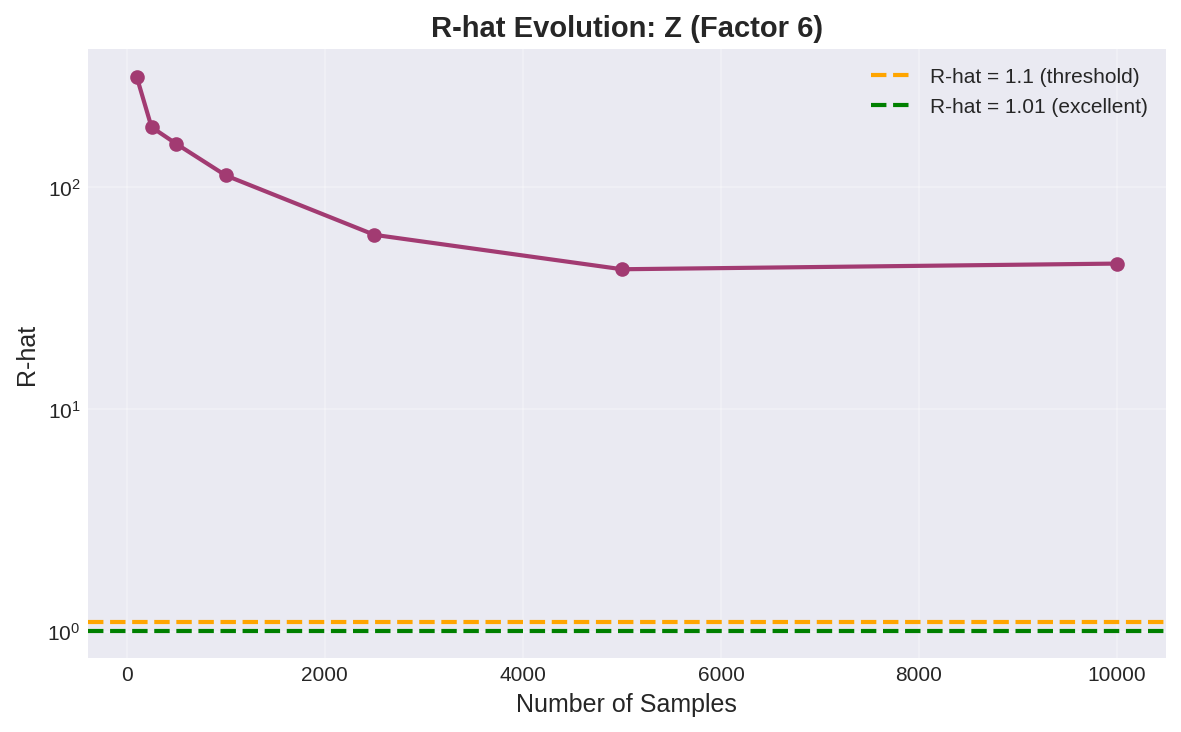 R-hat Evolution: Z (Factor 6)
R-hat = 1.1 (threshold)
R-hat = 1.01 (excellent)
10²
10¹
10⁰
R-hat
0 2000 4000 6000 8000 10000
Number of Samples